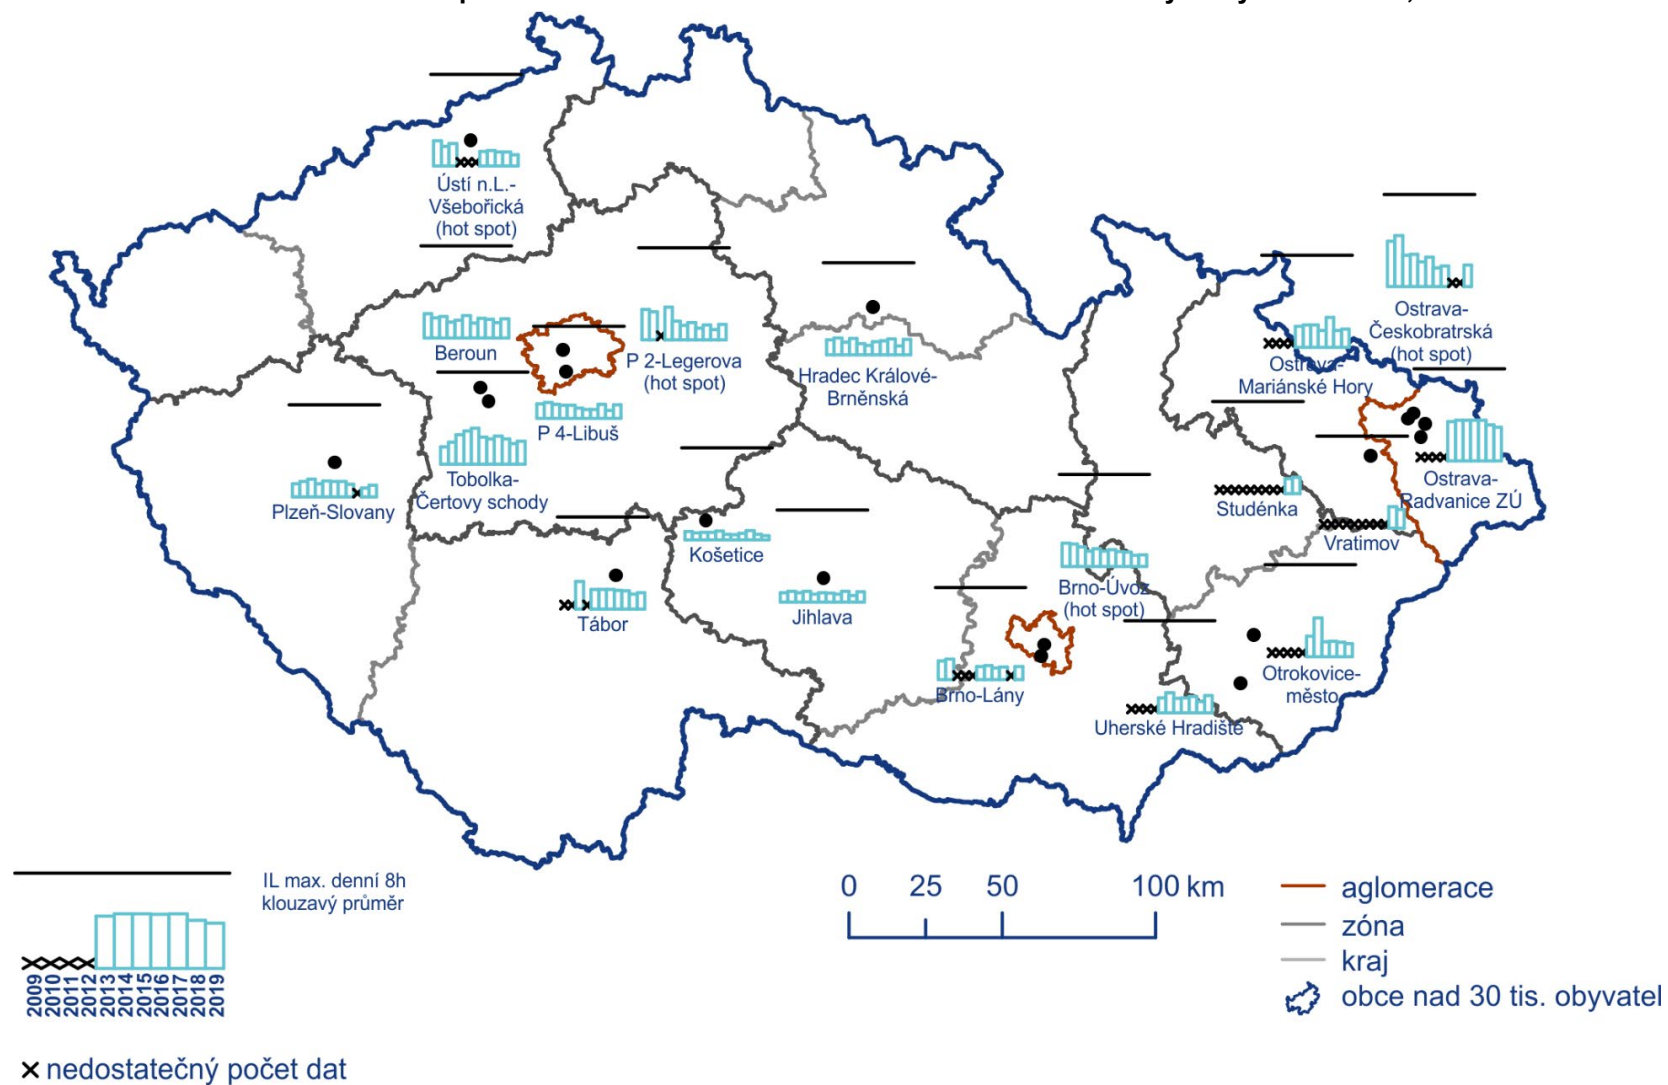 Ústí n.L.-
Všebořická
(hot spot)
Ostrava-
Českobratrská
(hot spot)
Beroun
P 2-Legerova
(hot spot)
Hradec Králové-
Brněnská
Ostrava-
Mariánské Hory
P 4-Libuš
Tobolka-
Čertovy schody
Plzeň-Slovany
Ostrava-
Radvanice ZÚ
Studénka
Vratimov
Košetice
Brno-Úvoz
(hot spot)
Tábor
Jihlava
Otrokovice-
město
Brno-Lány
Uherské Hradiště
IL max. denní 8h
klouzavý průměr
2009
2010
2011
2012
2013
2014
2015
2016
2017
2018
2019
× nedostatečný počet dat
0 25 50 100 km
aglomerace
zóna
kraj
obce nad 30 tis. obyvatel